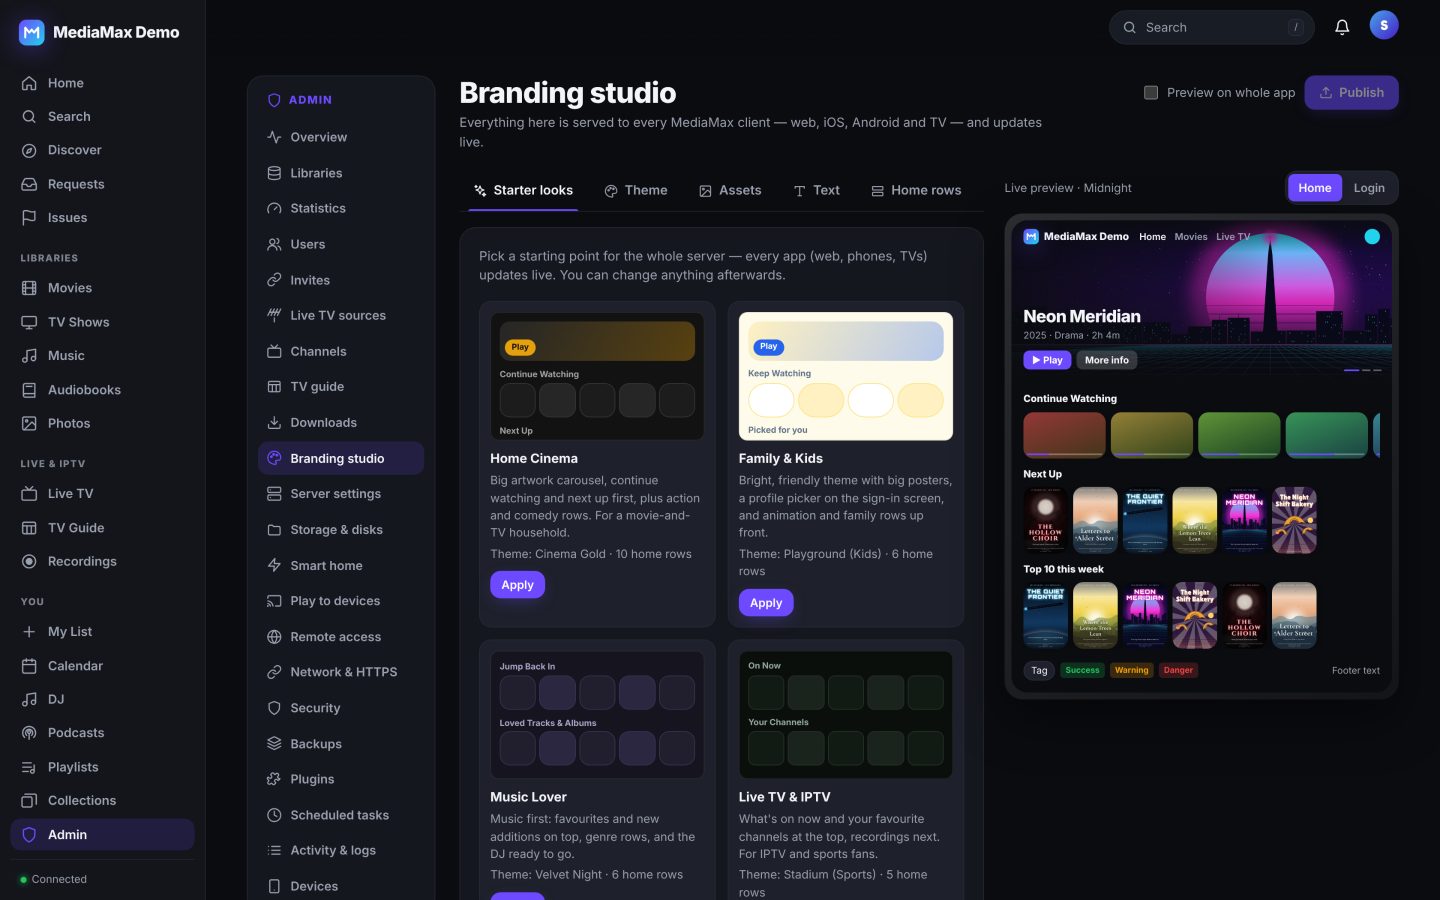 MediaMax Demo
Search
/
S
Home
Search
Discover
Requests
Issues
LIBRARIES
Movies
TV Shows
Music
Audiobooks
Photos
LIVE & IPTV
Live TV
TV Guide
Recordings
YOU
My List
Calendar
DJ
Podcasts
Playlists
Collections
Admin
Connected
ADMIN
Overview
Libraries
Statistics
Users
Invites
Live TV sources
Channels
TV guide
Downloads
Branding studio
Server settings
Storage & disks
Smart home
Play to devices
Remote access
Network & HTTPS
Security
Backups
Plugins
Scheduled tasks
Activity & logs
Devices
Branding studio
Everything here is served to every MediaMax client — web, iOS, Android and TV — and updates
live.
Preview on whole app
Publish
Starter looks
Theme
Assets
Text
Home rows
Pick a starting point for the whole server — every app (web, phones, TVs)
updates live. You can change anything afterwards.
Play
Continue Watching
Next Up
Home Cinema
Big artwork carousel, continue
watching and next up first, plus action
and comedy rows. For a movie-and-
TV household.
Theme: Cinema Gold · 10 home rows
Apply
Play
Keep Watching
Picked for you
Family & Kids
Bright, friendly theme with big posters,
a profile picker on the sign-in screen,
and animation and family rows up
front.
Theme: Playground (Kids) · 6 home
rows
Apply
Jump Back In
Loved Tracks & Albums
Music Lover
Music first: favourites and new
additions on top, genre rows, and the
DJ ready to go.
Theme: Velvet Night · 6 home rows
On Now
Your Channels
Live TV & IPTV
What's on now and your favourite
channels at the top, recordings next.
For IPTV and sports fans.
Theme: Stadium (Sports) · 5 home
rows
Live preview · Midnight
Home
Login
MediaMax Demo
Home
Movies
Live TV
Neon Meridian
2025 · Drama · 2h 4m
Play
More info
Continue Watching
Next Up
THE HOLLOW CHOIR
Letters to Alder Street
THE QUIET FRONTIER
Where the Lemon Trees Lean
NEON MERIDIAN
The Night Shift Bakery
Top 10 this week
THE QUIET FRONTIER
Where the Lemon Trees Lean
NEON MERIDIAN
The Night Shift Bakery
THE HOLLOW CHOIR
Letters to Alder Street
Tag
Success
Warning
Danger
Footer text